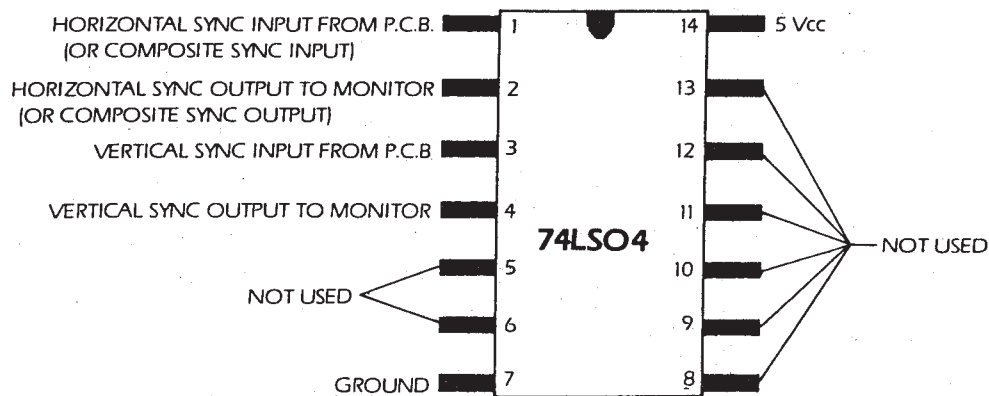 HORIZONTAL SYNC INPUT FROM P.C.B.
(OR COMPOSITE SYNC INPUT)
HORIZONTAL SYNC OUTPUT TO MONITOR
(OR COMPOSITE SYNC OUTPUT)
VERTICAL SYNC INPUT FROM P.C.B
VERTICAL SYNC OUTPUT TO MONITOR
NOT USED
GROUND
1
2
3
4
5
6
7
74LSO4
14
13
12
11
10
9
8
5 Vcc
NOT USED